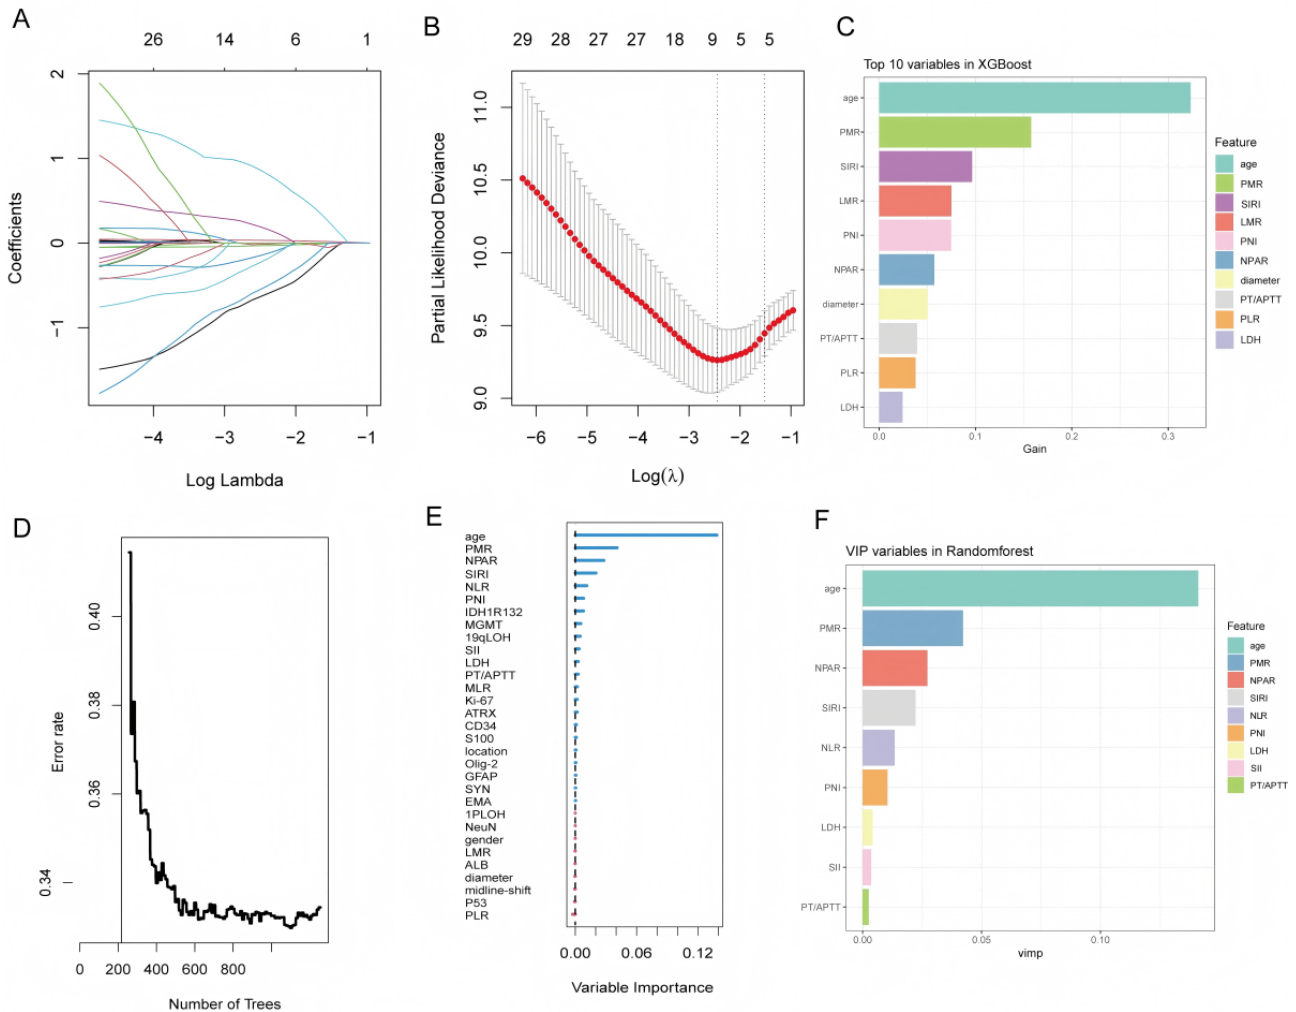 A
26 14 6 1
2
1
0
−1
Coefficients
−4 −3 −2 −1
Log Lambda
B
29 28 27 27 18 9 5 5
11.0
10.5
10.0
9.5
9.0
Partial Likelihood Deviance
−6 −5 −4 −3 −2 −1
Log(λ)
C
Top 10 variables in XGBoost
age
PMR
SIRI
LMR
PNI
NPAR
diameter
PT/APTT
PLR
LDH
0.0 0.1 0.2 0.3
Gain
Feature
age
PMR
SIRI
LMR
PNI
NPAR
diameter
PT/APTT
PLR
LDH
D
0.40
0.38
0.36
0.34
Error rate
0 200 400 600 800
Number of Trees
E
age
PMR
NPAR
SIRI
NLR
PNI
IDH1R132
MGMT
19qLOH
SII
LDH
PT/APTT
MLR
Ki-67
ATRX
CD34
S100
location
Olig-2
GFAP
SYN
EMA
1PLOH
NeuN
gender
LMR
ALB
diameter
midline-shift
P53
PLR
0.00 0.06 0.12
Variable Importance
F
VIP variables in Randomforest
age
PMR
NPAR
SIRI
NLR
PNI
LDH
SII
PT/APTT
0.00 0.05 0.10
vimp
Feature
age
PMR
NPAR
SIRI
NLR
PNI
LDH
SII
PT/APTT